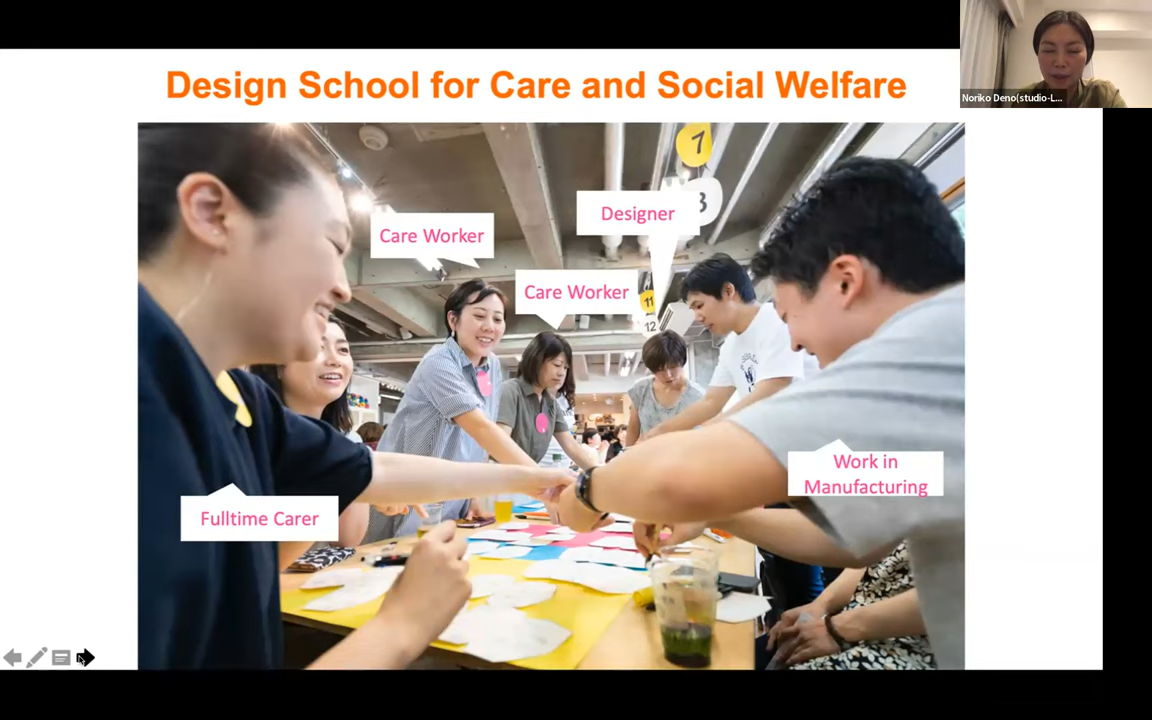 Design School for Care and Social Welfare
Noriko Deno(studio-L...
7
3
Designer
Care Worker
Care Worker
11
12
Work in
Manufacturing
Fulltime Carer